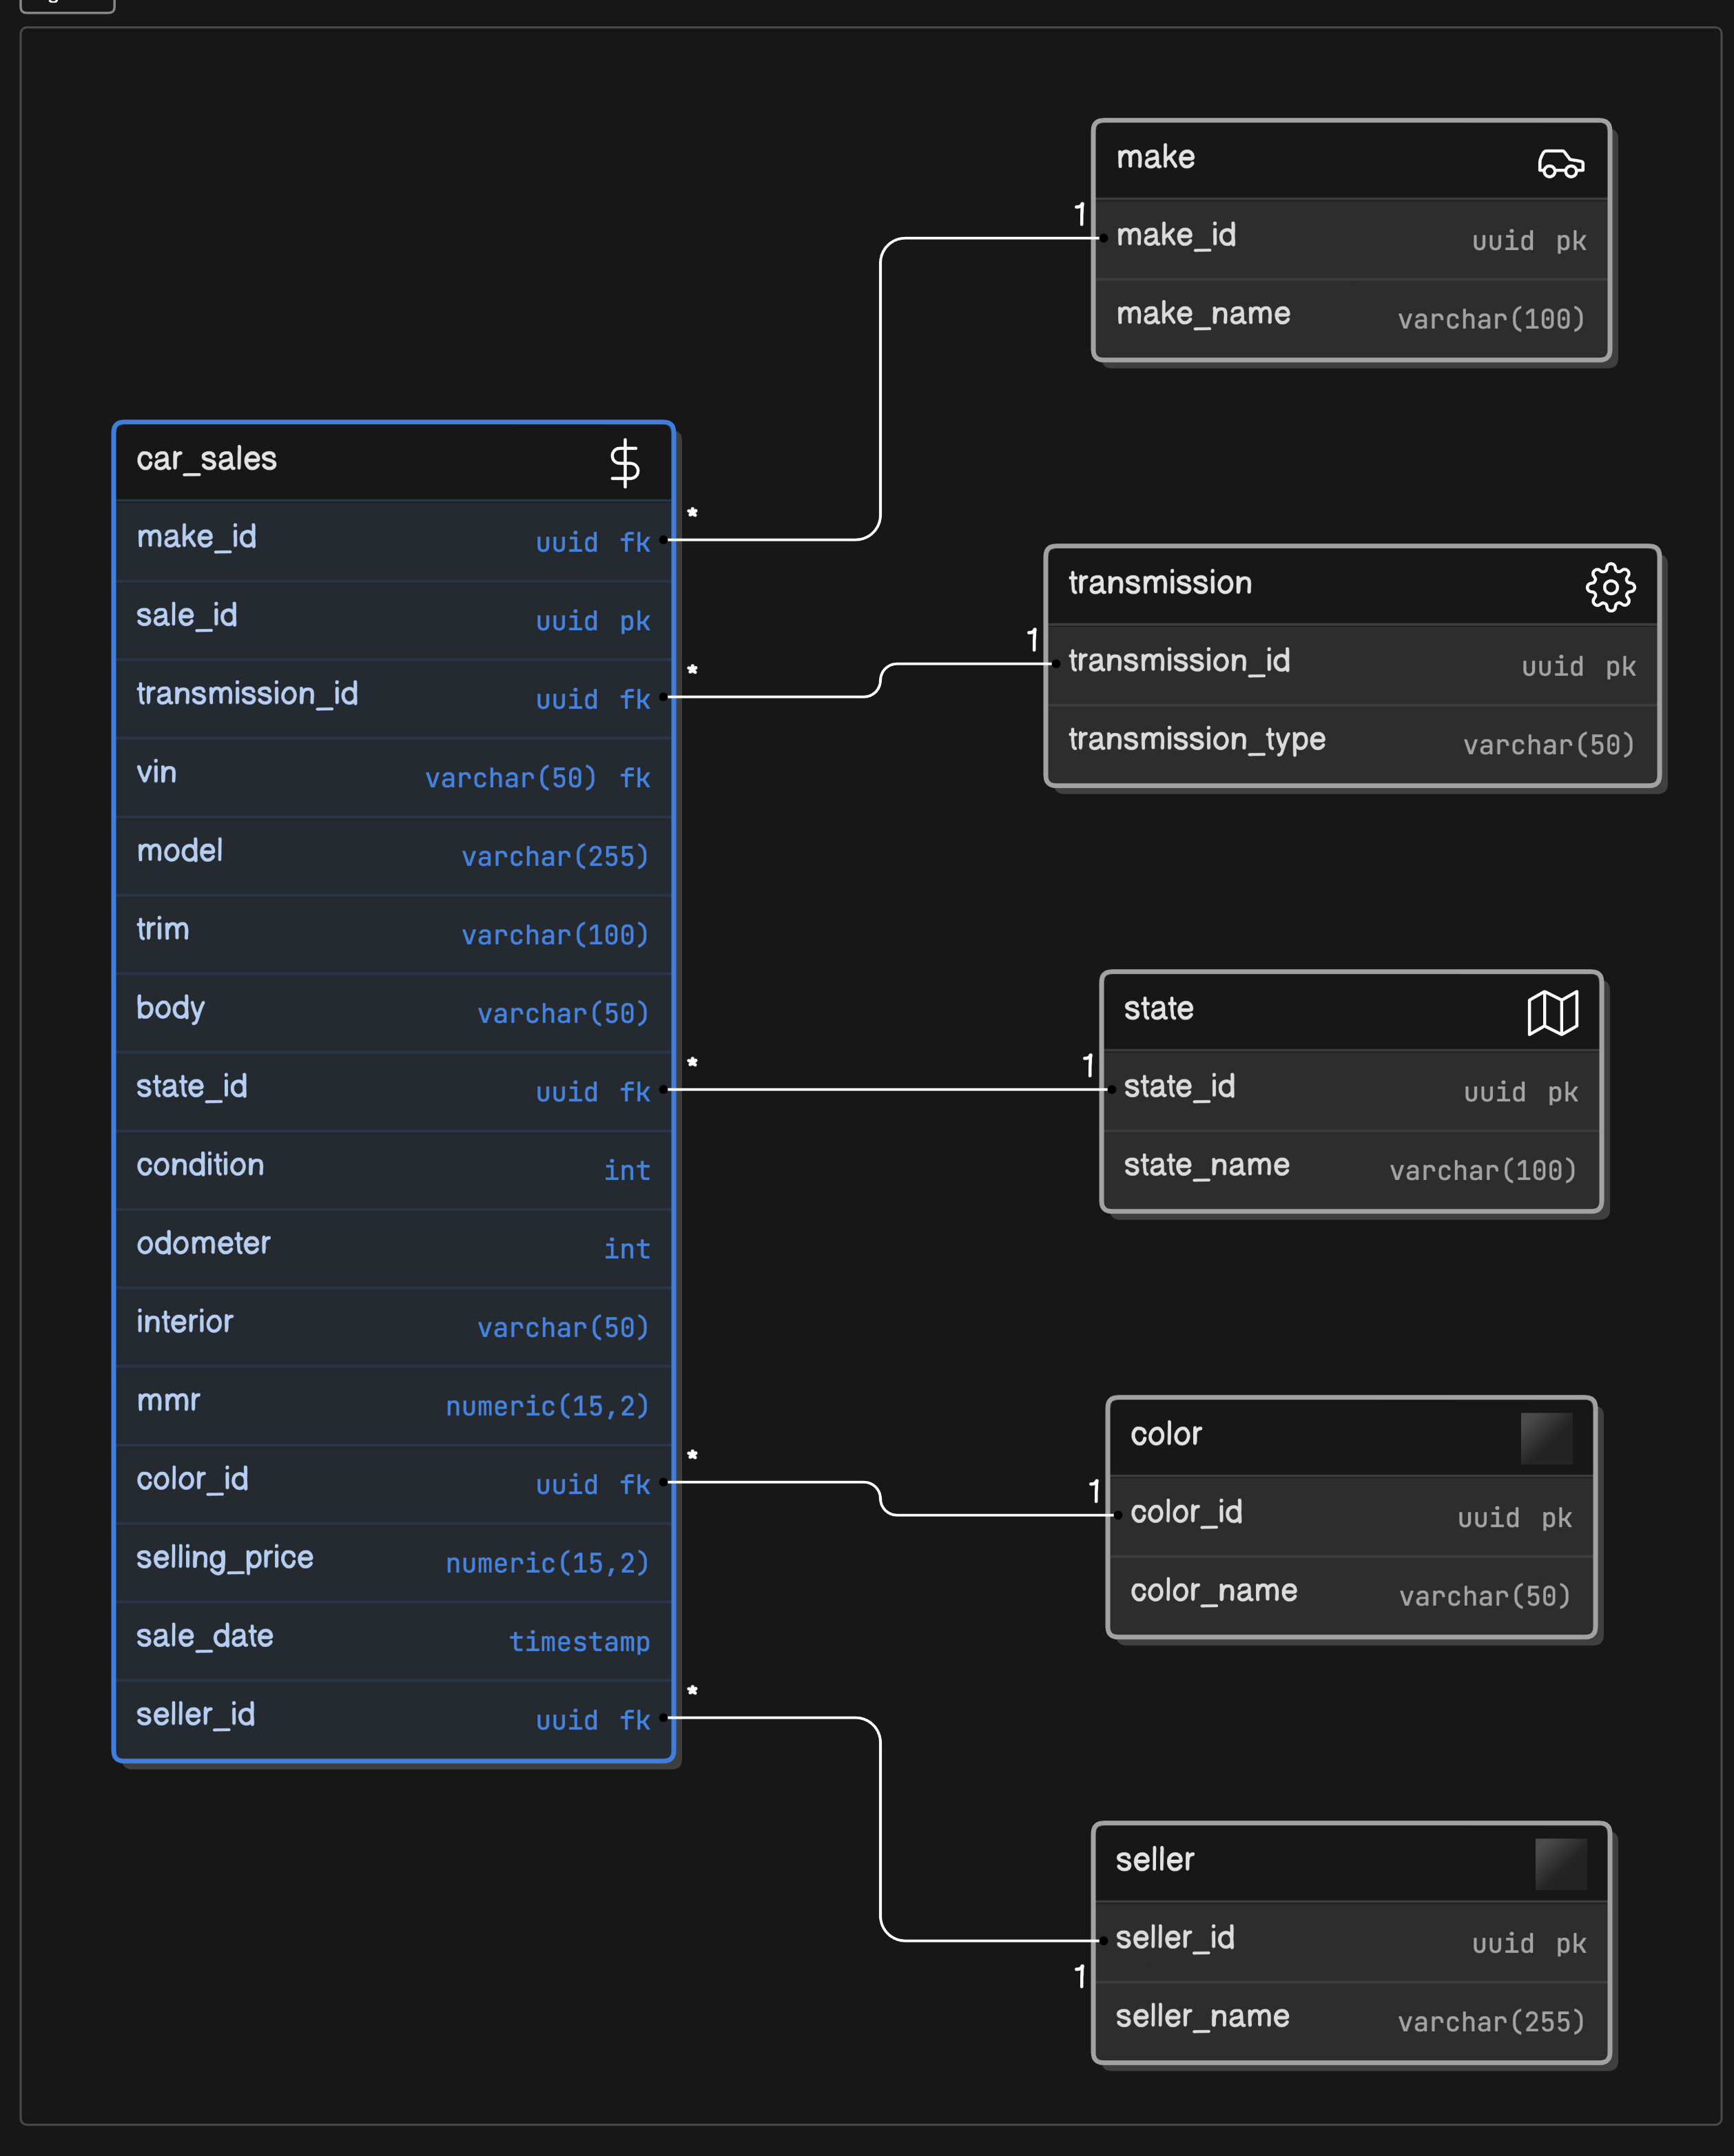 make
1
make_id uuid pk
make_name varchar(100)
car_sales
*
make_id uuid fk
sale_id uuid pk
*
transmission_id uuid fk
vin varchar(50) fk
model varchar(255)
trim varchar(100)
body varchar(50)
*
state_id uuid fk
condition int
odometer int
interior varchar(50)
mmr numeric(15,2)
*
color_id uuid fk
selling_price numeric(15,2)
sale_date timestamp
*
seller_id uuid fk
transmission
1
transmission_id uuid pk
transmission_type varchar(50)
state
1
state_id uuid pk
state_name varchar(100)
color
1
color_id uuid pk
color_name varchar(50)
seller
seller_id uuid pk
1
seller_name varchar(255)